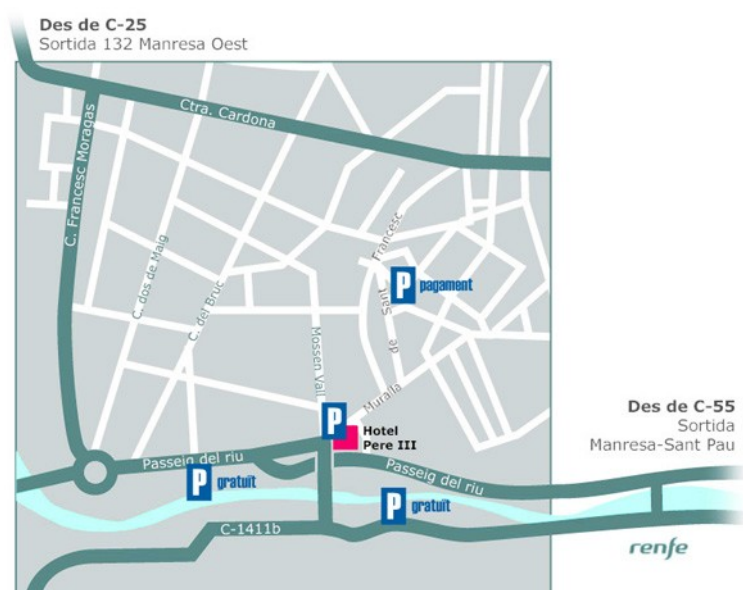 Des de C-25
Sortida 132 Manresa Oest
Ctra. Cardona
C. Francesc Moragas
Francesc
C. dos de Maig
C. del Bruc
P pagament
Sant
de
Mossen Vall
Muralla
P
Hotel
Pere III
Des de C-55
Sortida
Manresa-Sant Pau
Passeig del riu
Passeig del riu
P gratuït
P gratuït
C-1411b
renfe